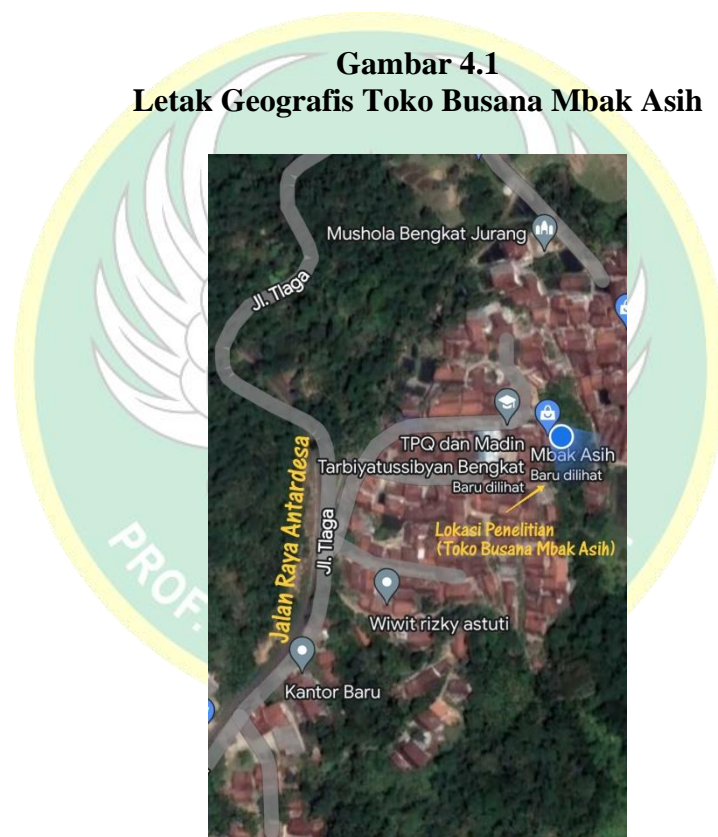 Gambar 4.1
Letak Geografis Toko Busana Mbak Asih
Mushola Bengkat Jurang
Jl. Tlaga
TPQ dan Madin
Tarbiyatussibyan Bengkat
Baru dilihat
Mbak Asih
Baru dilihat
Lokasi Penelitian
(Toko Busana Mbak Asih)
Jalan Raya Antardesa
Jl. Tlaga
Wiwit rizky astuti
Kantor Baru
PROF.